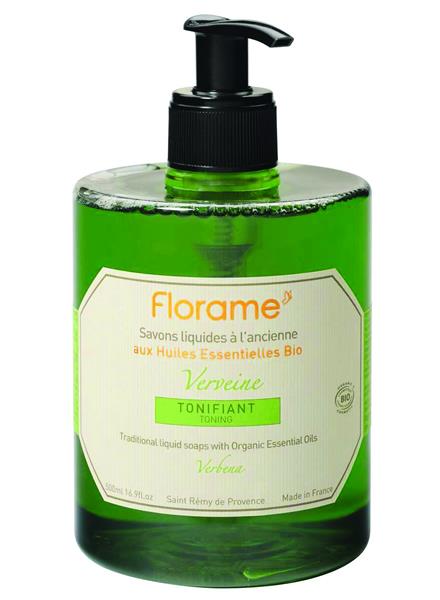 Florame
Savons liquides à l'ancienne
aux Huiles Essentielles Bio
Verveine
TONIFIANT
TONING
BIO
Traditional liquid soaps with Organic Essential Oils
Verbena
500ml 16.9fl.oz
Saint Rémy de Provence
Made in France